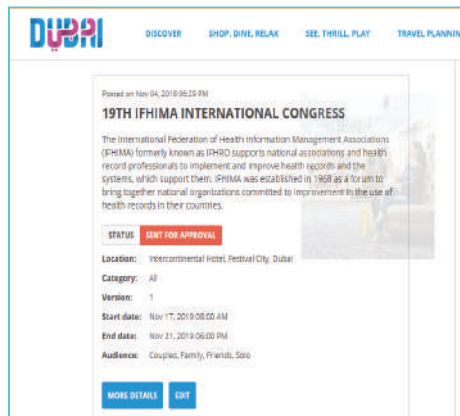 DUBAI
DISCOVER SHOP, DINE, RELAX SEE, THRILL, PLAY TRAVEL PLANNIN
Posted on Nov 04, 2018 06:29 PM
19TH IFHIMA INTERNATIONAL CONGRESS
The International Federation of Health Information Management Associations
(IFHIMA) formerly known as IFHRO supports national associations and health
record professionals to implement and improve health records and the
systems, which support them. IFHIMA was established in 1968 as a forum to
bring together national organizations committed to improvement in the use of
health records in their countries.
STATUS SENT FOR APPROVAL
Location: Intercontinental Hotel, Festival City, Dubai
Category: All
Version: 1
Start date: Nov 17, 2019 08:00 AM
End date: Nov 21, 2019 06:00 PM
Audience: Couples, Family, Friends, Solo
MORE DETAILS EDIT